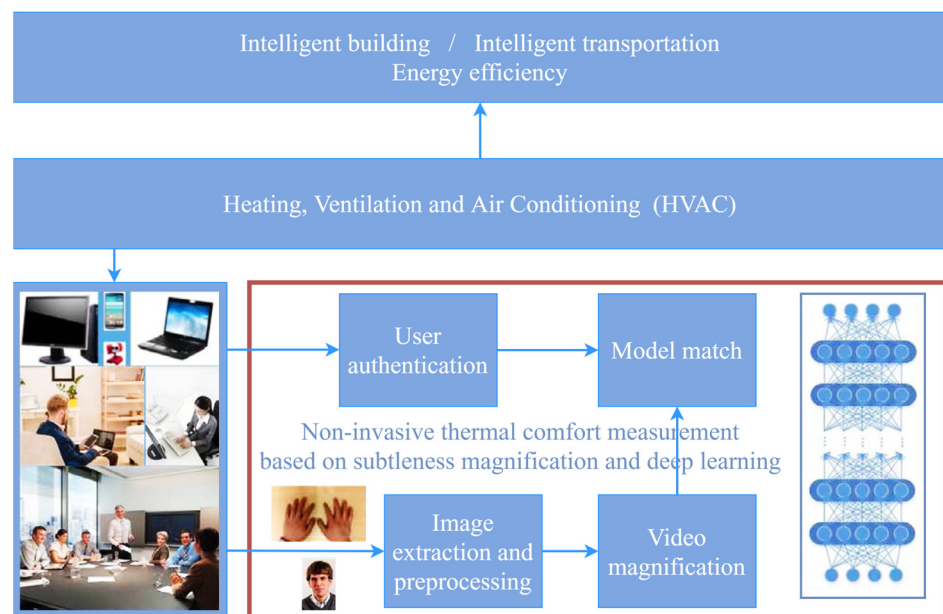 Intelligent building / Intelligent transportation
Energy efficiency
Heating, Ventilation and Air Conditioning (HVAC)
User
authentication
Model match
Non-invasive thermal comfort measurement
based on subtleness magnification and deep learning
Image
extraction and
preprocessing
Video
magnification